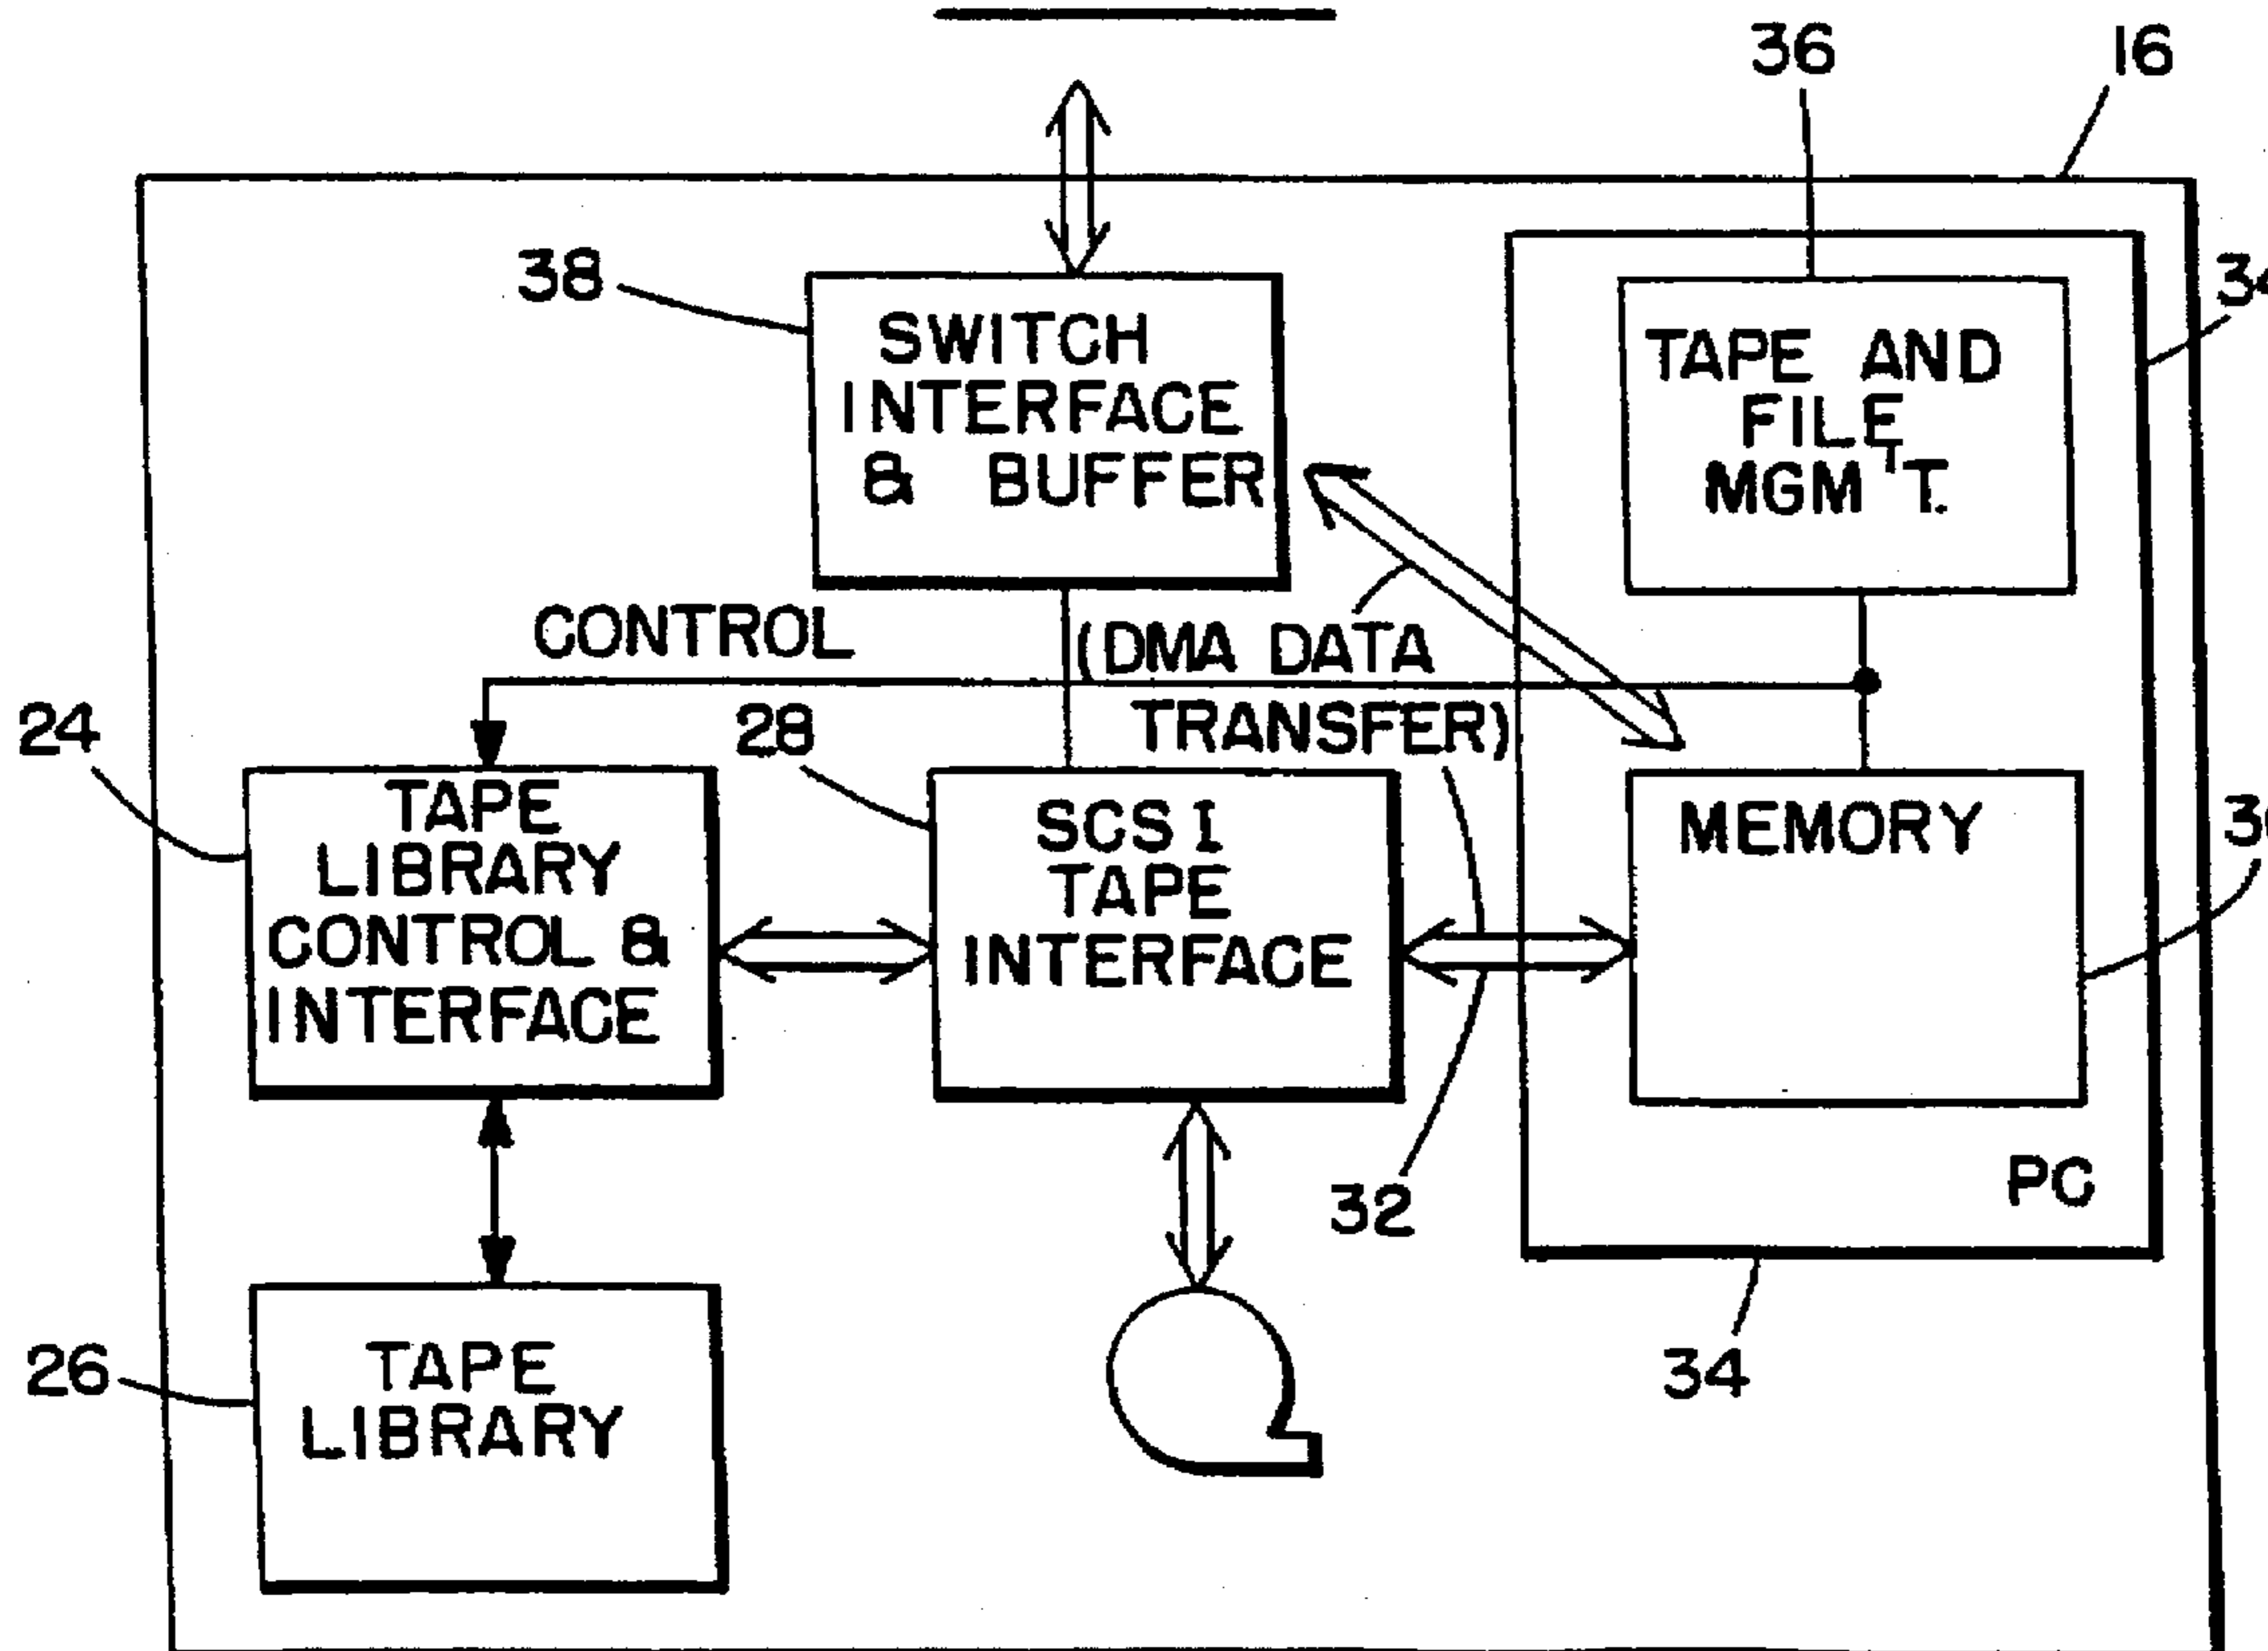 36
16
38
SWITCH
INTERFACE
& BUFFER
TAPE AND
FILE
MGM'T.
CONTROL
(DMA DATA
TRANSFER)
24
28
TAPE
LIBRARY
CONTROL &
INTERFACE
SCSI
TAPE
INTERFACE
MEMORY
32
PC
34
26
TAPE
LIBRARY